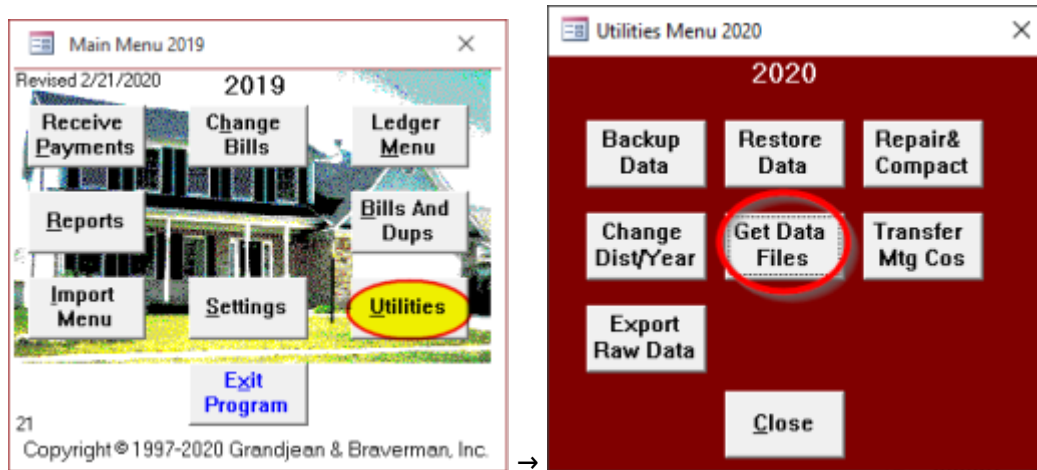 Main Menu 2019
Revised 2/21/2020
2019
Receive
Payments
Change
Bills
Ledger
Menu
Reports
Bills And
Dups
Import
Menu
Settings
Utilities
Exit
Program
21
Copyright © 1997-2020 Grandjean & Braverman, Inc.
→
Utilities Menu 2020
2020
Backup
Data
Restore
Data
Repair&
Compact
Change
Dist/Year
Get Data
Files
Transfer
Mtg Cos
Export
Raw Data
Close